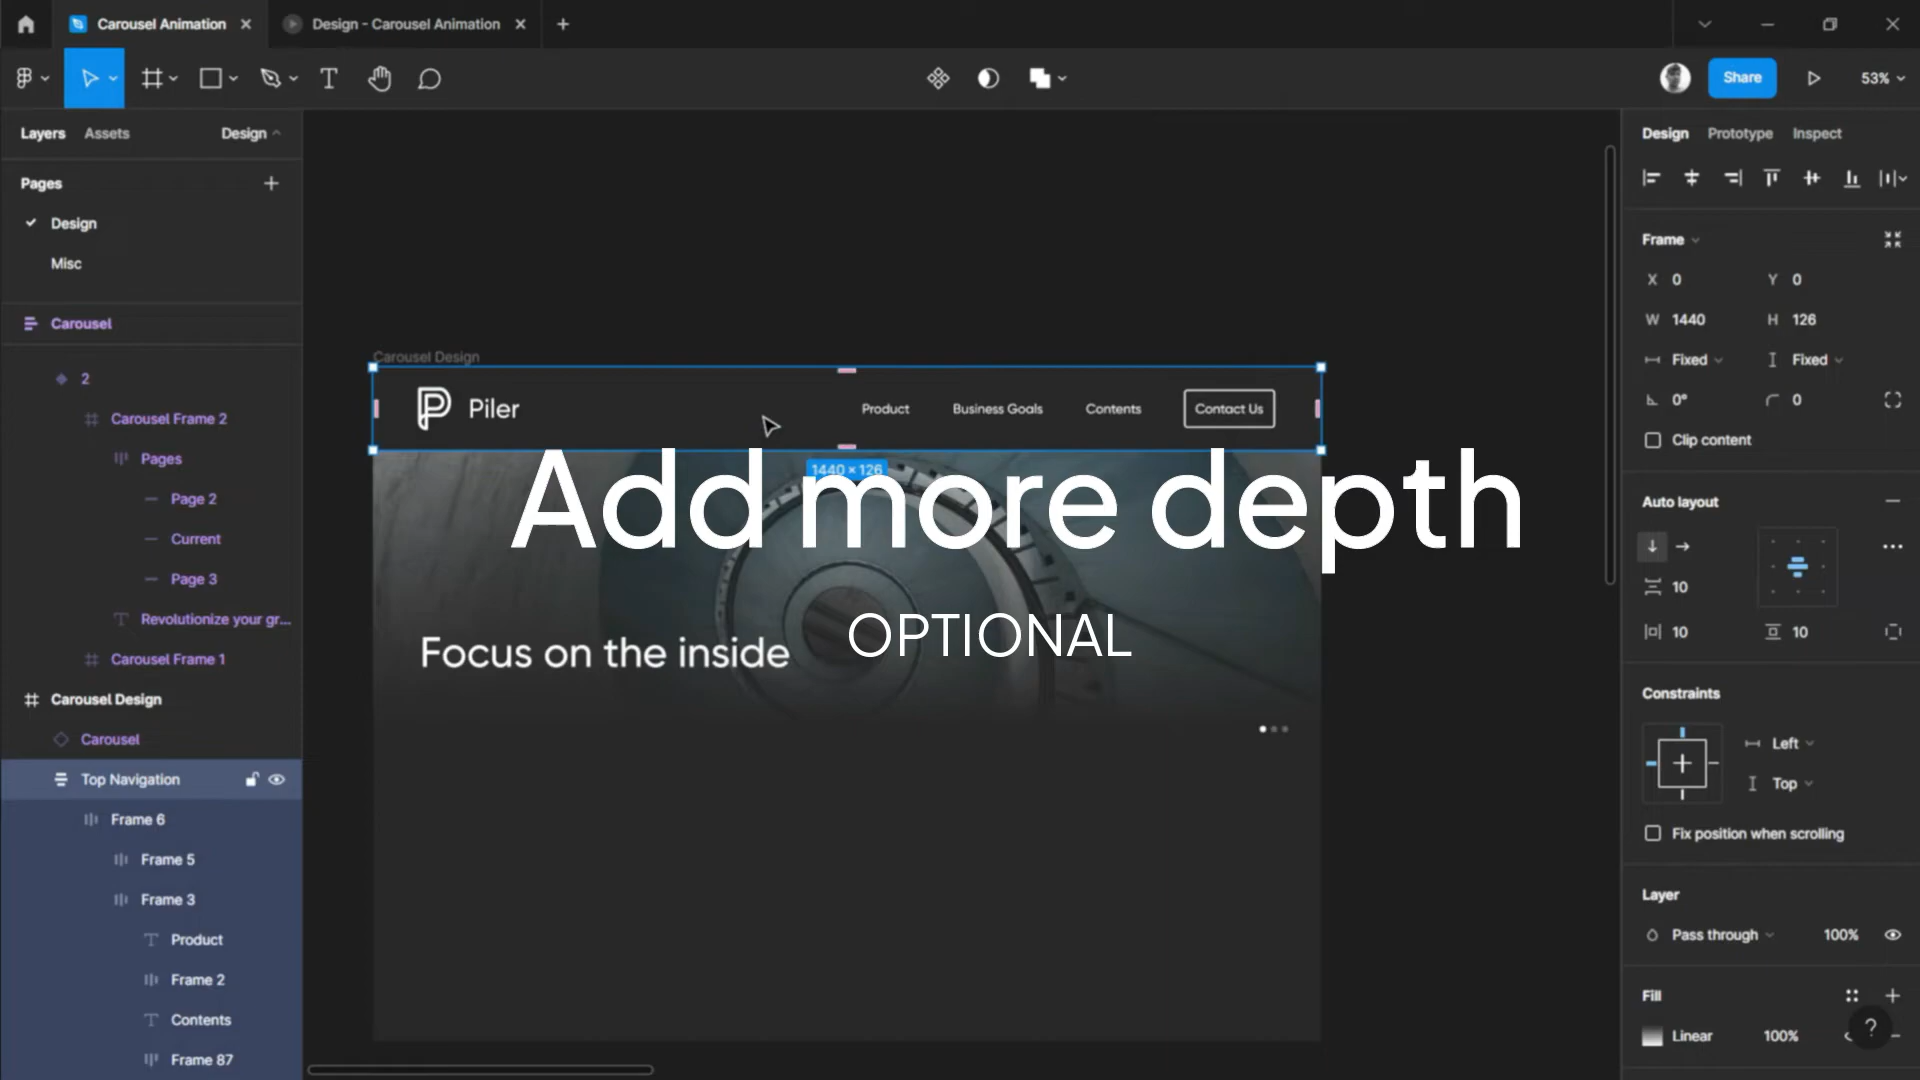 Carousel Animation
Design - Carousel Animation
Share
53%
Layers Assets Design
Pages
Design
Misc
Carousel
2
Carousel Frame 2
Pages
Page 2
Current
Page 3
Revolutionize your gr...
Carousel Frame 1
Carousel Design
Carousel
Top Navigation
Frame 6
Frame 5
Frame 3
Product
Frame 2
Contents
Frame 87
Carousel Design
Piler
Product Business Goals Contents Contact Us
1440 × 126
Add more depth
OPTIONAL
Focus on the inside
Design Prototype Inspect
Frame
X 0 Y 0
W 1440 H 126
Fixed Fixed
0° 0
Clip content
Auto layout
10
10 10
Constraints
Left
Top
Fix position when scrolling
Layer
Pass through 100%
Fill
Linear 100%
?